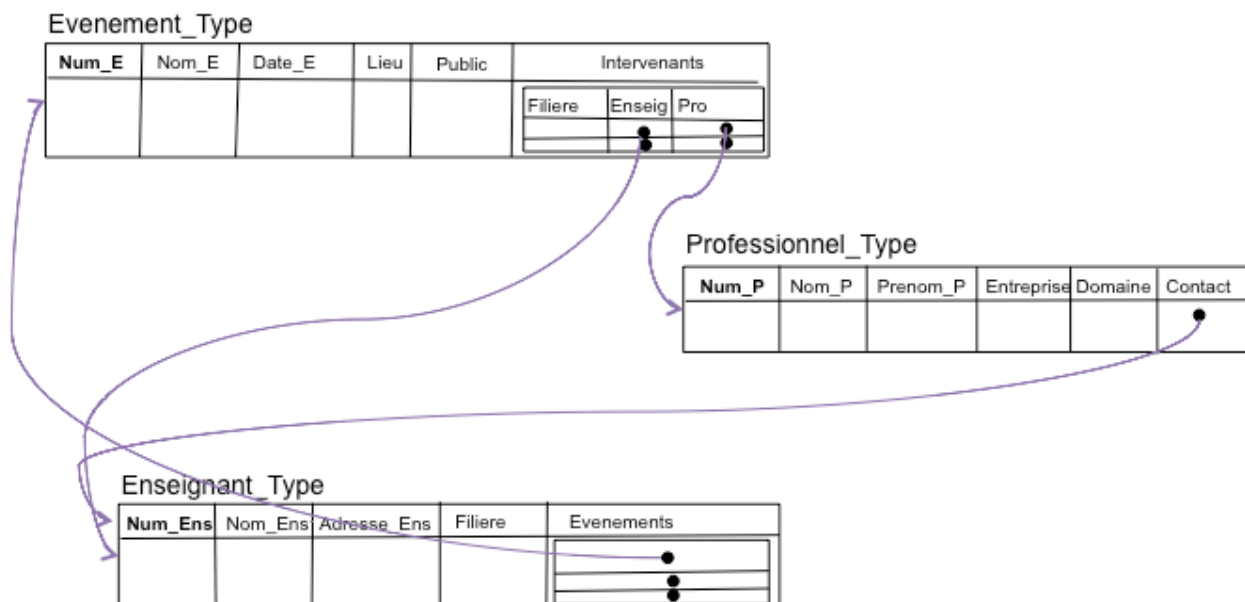 Evenement_Type
Num_E Nom_E Date_E Lieu Public Intervenants
Filiere Enseig Pro
Professionnel_Type
Num_P Nom_P Prenom_P Entreprise Domaine Contact
Enseignant_Type
Num_Ens Nom_Ens Adresse_Ens Filiere Evenements